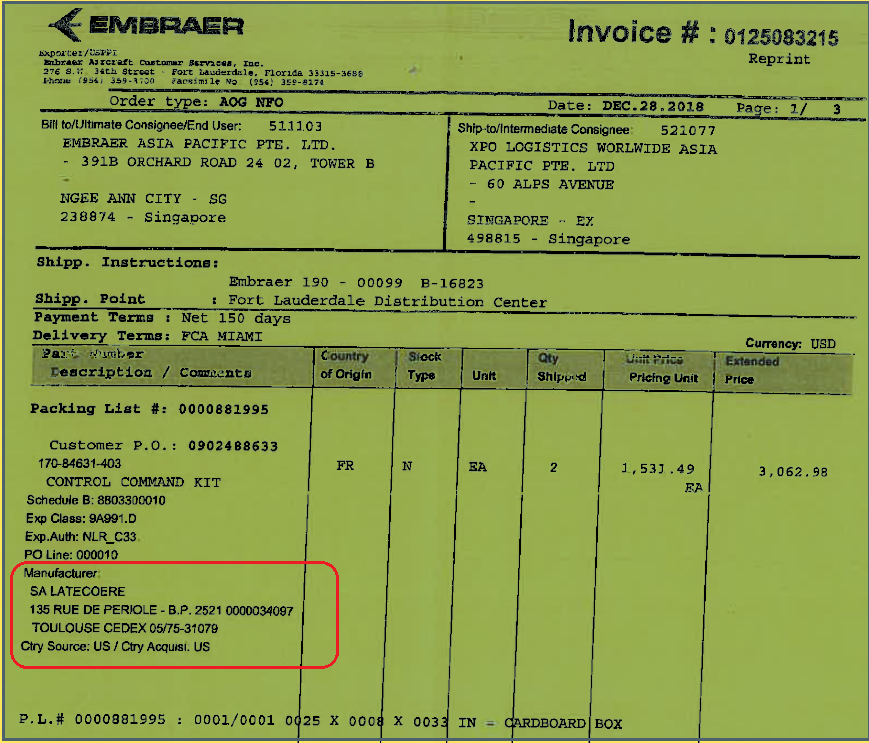 EMBRAER
Invoice # : 0125083215
Reprint
Exporter/USPPI
Embraer Aircraft Customer Services, Inc.
276 S.W. 34th Street - Fort Lauderdale, Florida 33315-3688
Phone (954) 359-3700 Facsimile No (954) 359-8174
Order type: AOG NFO
Date: DEC.28.2018 Page: 1/ 3
Bill to/Ultimate Consignee/End User: 511103
EMBRAER ASIA PACIFIC PTE. LTD.
- 391B ORCHARD ROAD 24 02, TOWER B
-
NGEE ANN CITY - SG
238874 - Singapore
Ship-to/Intermediate Consignee: 521077
XPO LOGISTICS WORLWIDE ASIA
PACIFIC PTE. LTD
- 60 ALPS AVENUE
-
SINGAPORE - EX
498815 - Singapore
Shipp. Instructions:
Embraer 190 - 00099 B-16823
Shipp. Point : Fort Lauderdale Distribution Center
Payment Terms : Net 150 days
Delivery Terms: FCA MIAMI
Currency: USD
Part Number
Description / Comments
Country
of Origin
Stock
Type
Unit
Qty
Shipped
Unit Price
Pricing Unit
Extended
Price
Packing List #: 0000881995
Customer P.O.: 0902488633
170-84631-403 FR N EA 2 1,531.49 3,062.98
CONTROL COMMAND KIT EA
Schedule B: 8803300010
Exp Class: 9A991.D
Exp.Auth: NLR_C33
PO Line: 000010
Manufacturer:
SA LATECOERE
135 RUE DE PERIOLE - B.P. 2521 0000034097
TOULOUSE CEDEX 05/75-31079
Ctry Source: US / Ctry Acquisi. US
P.L.# 0000881995 : 0001/0001 0025 X 0008 X 0033 IN = CARDBOARD BOX